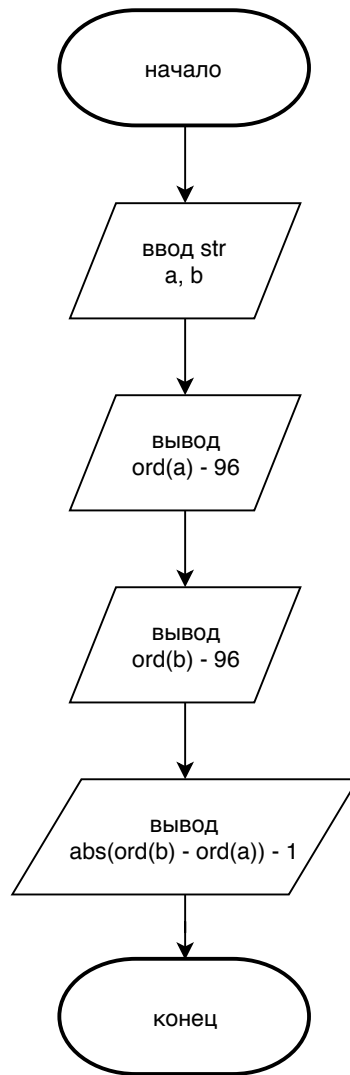 начало
ввод str
a, b
вывод
ord(a) - 96
вывод
ord(b) - 96
вывод
abs(ord(b) - ord(a)) - 1
конец